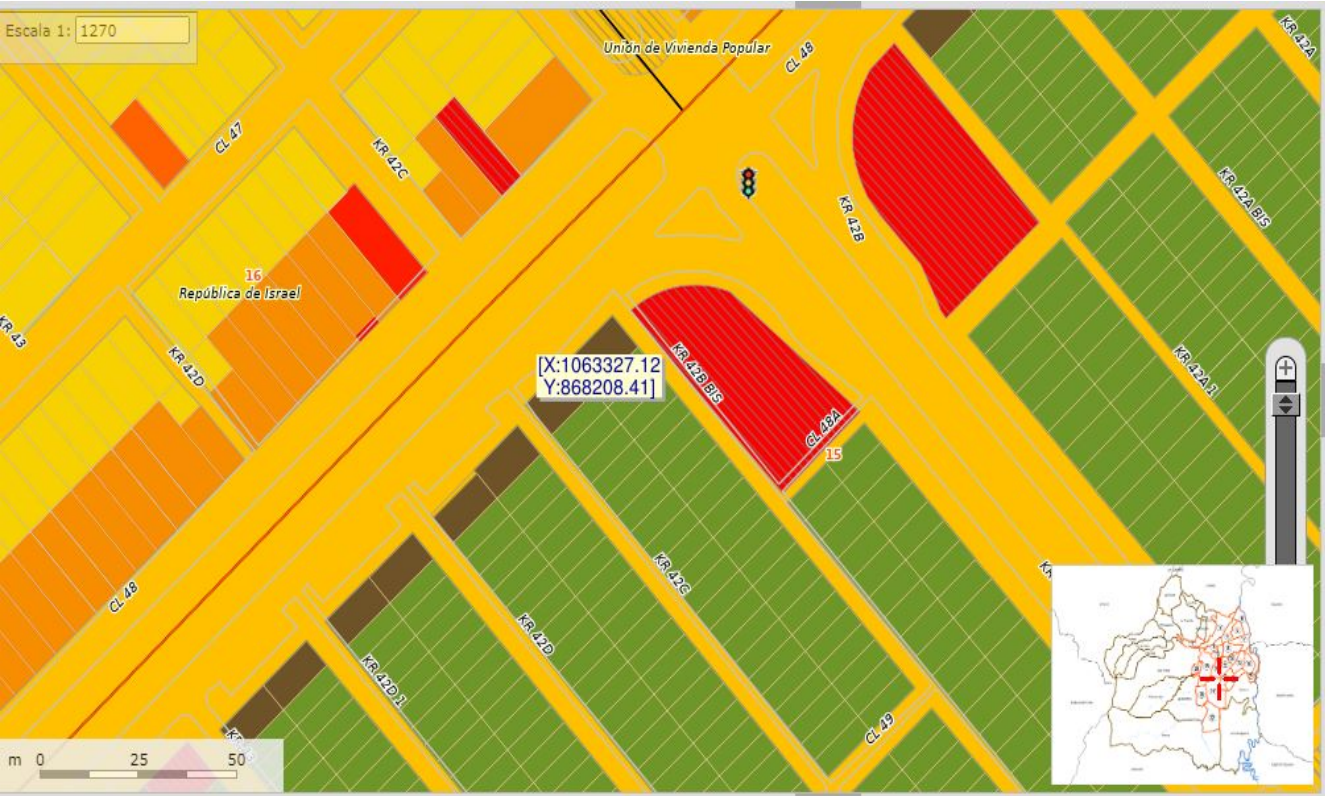 Escala 1: 1270
Unión de Vivienda Popular
CL 48
KR 42A
CL 47
KR 42C
KR 42A BIS
KR 42B
16
República de Israel
KR 43
KR 42D
[X:1063327.12
Y:868208.41]
KR 42B BIS
KR 42A 1
CL 48A
15
CL 48
KR 42C
KR 42D
KR 42D 1
CL 49
m 0 25 50